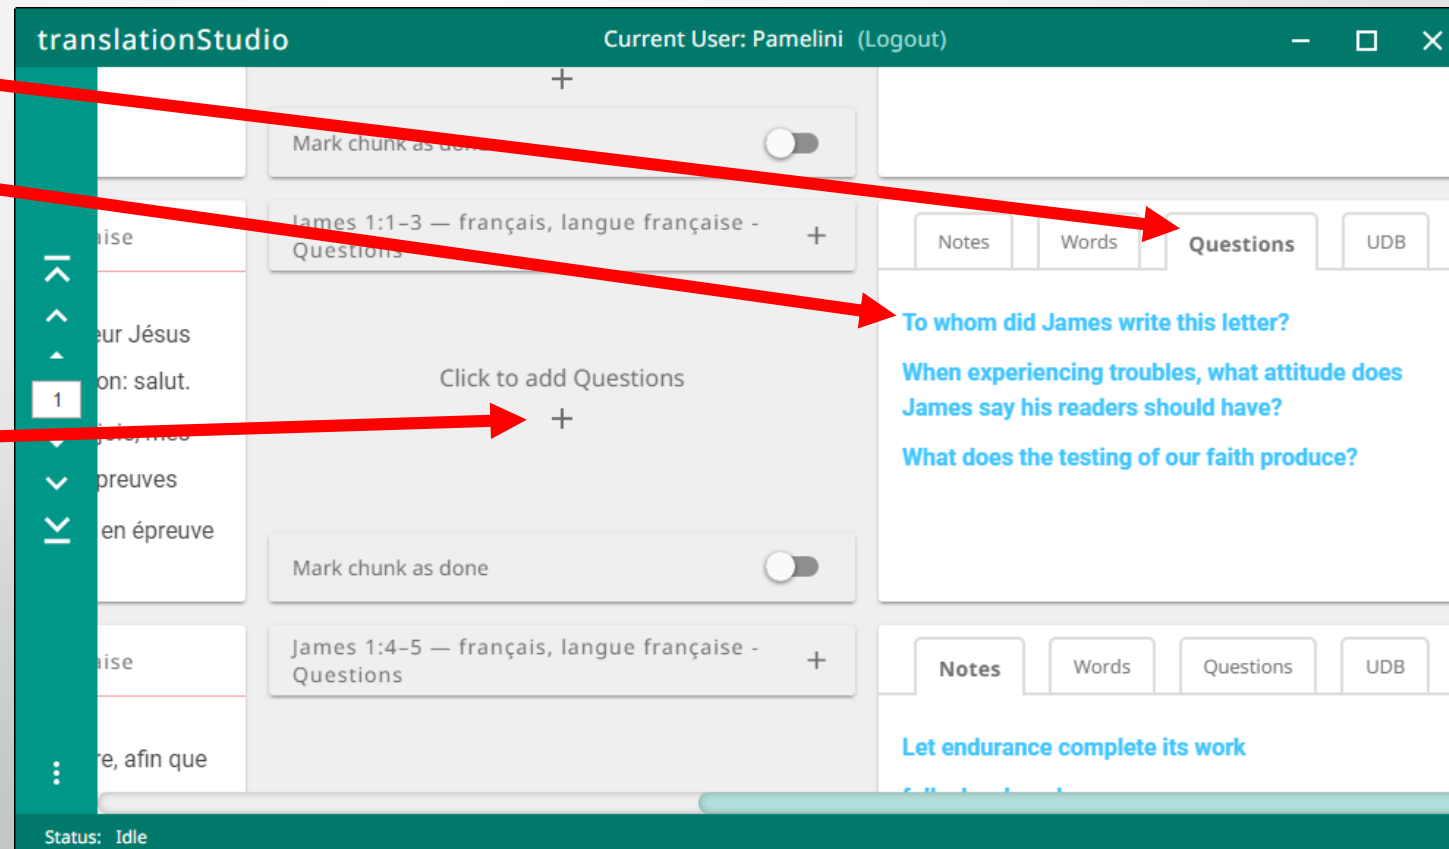 translationStudio
Current User: Pamelini (Logout)
Mark chunk as done
aise
eur Jésus
on: salut.
1
preuves
en épreuve
James 1:1–3 — français, langue française -
Questions
+
Click to add Questions
+
Mark chunk as done
Notes Words Questions UDB
To whom did James write this letter?
When experiencing troubles, what attitude does
James say his readers should have?
What does the testing of our faith produce?
aise
re, afin que
James 1:4–5 — français, langue française -
Questions
+
Notes Words Questions UDB
Let endurance complete its work
Status: Idle